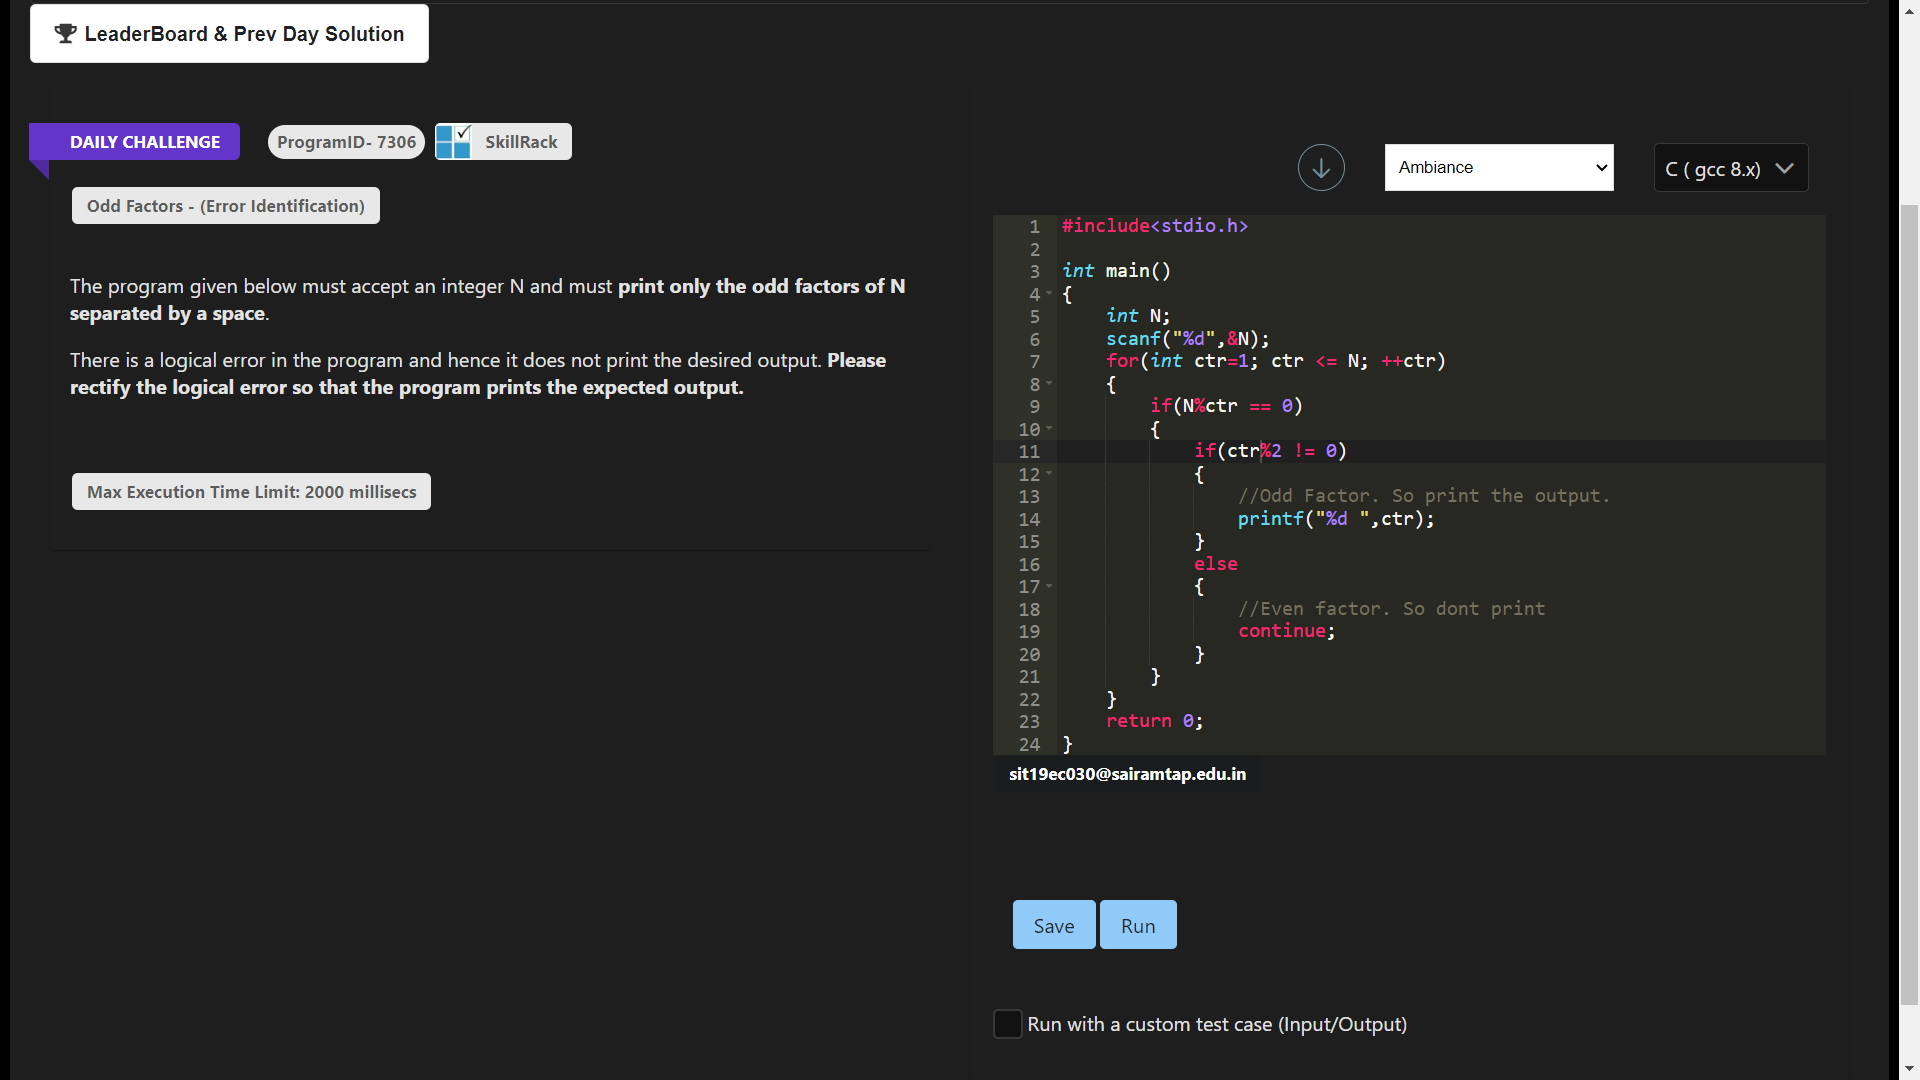 LeaderBoard & Prev Day Solution
DAILY CHALLENGE
ProgramID- 7306
SkillRack
Odd Factors - (Error Identification)
The program given below must accept an integer N and must print only the odd factors of N
separated by a space.
There is a logical error in the program and hence it does not print the desired output. Please
rectify the logical error so that the program prints the expected output.
Max Execution Time Limit: 2000 millisecs
Ambiance
C ( gcc 8.x)
1 #include<stdio.h>
2
3 int main()
4 {
5     int N;
6     scanf("%d",&N);
7     for(int ctr=1; ctr <= N; ++ctr)
8     {
9         if(N%ctr == 0)
10         {
11             if(ctr%2 != 0)
12             {
13                 //Odd Factor. So print the output.
14                 printf("%d ",ctr);
15             }
16             else
17             {
18                 //Even factor. So dont print
19                 continue;
20             }
21         }
22     }
23     return 0;
24 }
sit19ec030@sairamtap.edu.in
Save
Run
Run with a custom test case (Input/Output)